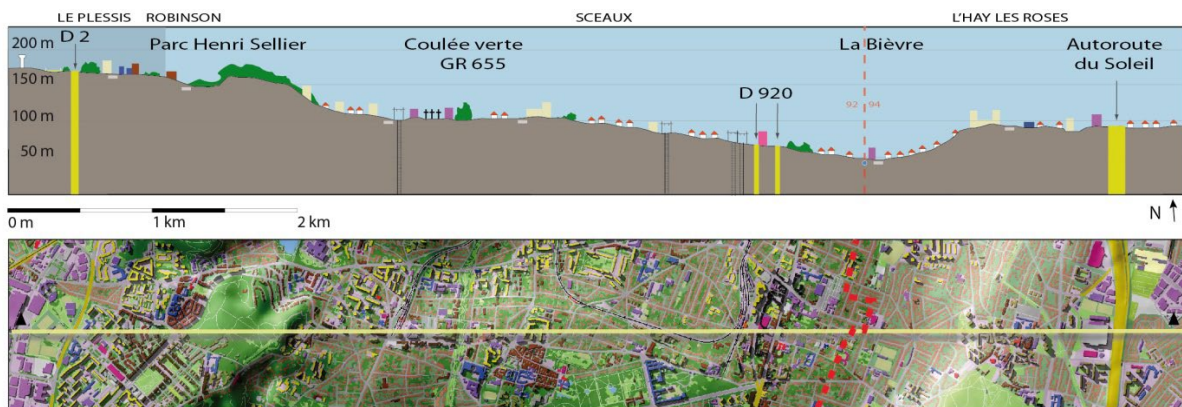 LE PLESSIS ROBINSON SCEAUX L'HAY LES ROSES
200 m
D 2
Parc Henri Sellier
Coulée verte
GR 655
La Bièvre
Autoroute
du Soleil
150 m
D 920
92 94
100 m
50 m
0 m 1 km 2 km
N